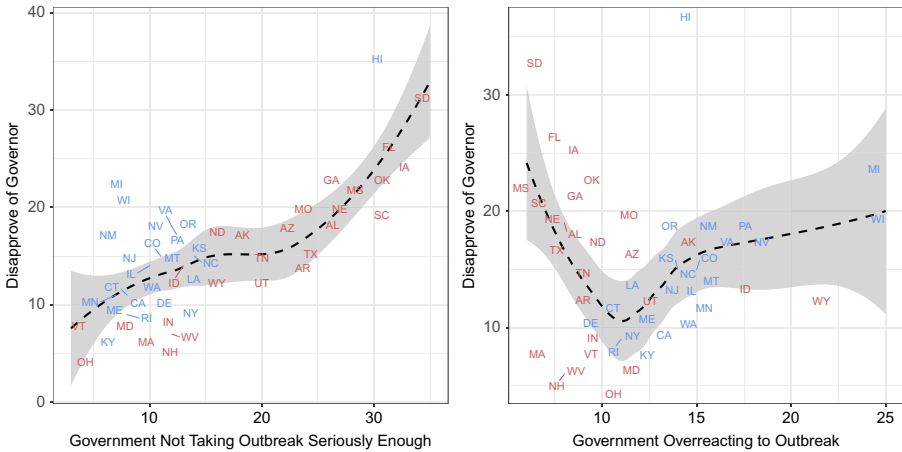 40
30
20
10
0
Disapprove of Governor
HI
SD
FL
IA
GA
OK
MS
MI
WI
VA
NE
MO
SC
OR
NV
AL
AZ
NM
ND
AK
PA
CO
KS
TX
NJ
MT
NC
TN
AR
IL
ID
LA
WY
UT
CT
WA
MN
CA
DE
ME
NY
RI
VT
MD
IN
WV
KY
MA
NH
OH
10
20
30
Government Not Taking Outbreak Seriously Enough
30
20
10
Disapprove of Governor
HI
SD
FL
IA
MI
OK
MS
GA
SC
MO
NE
OR
MT
PA
WI
AL
ND
TX
VA
NV
AZ
KS
CO
TN
NC
MT
LA
NJ
IL
ID
AR
UT
WY
CT
MN
DE
ME
WA
IN
NY
CA
RI
VT
KY
MA
WV
MD
NH
OH
10
15
20
25
Government Overreacting to Outbreak